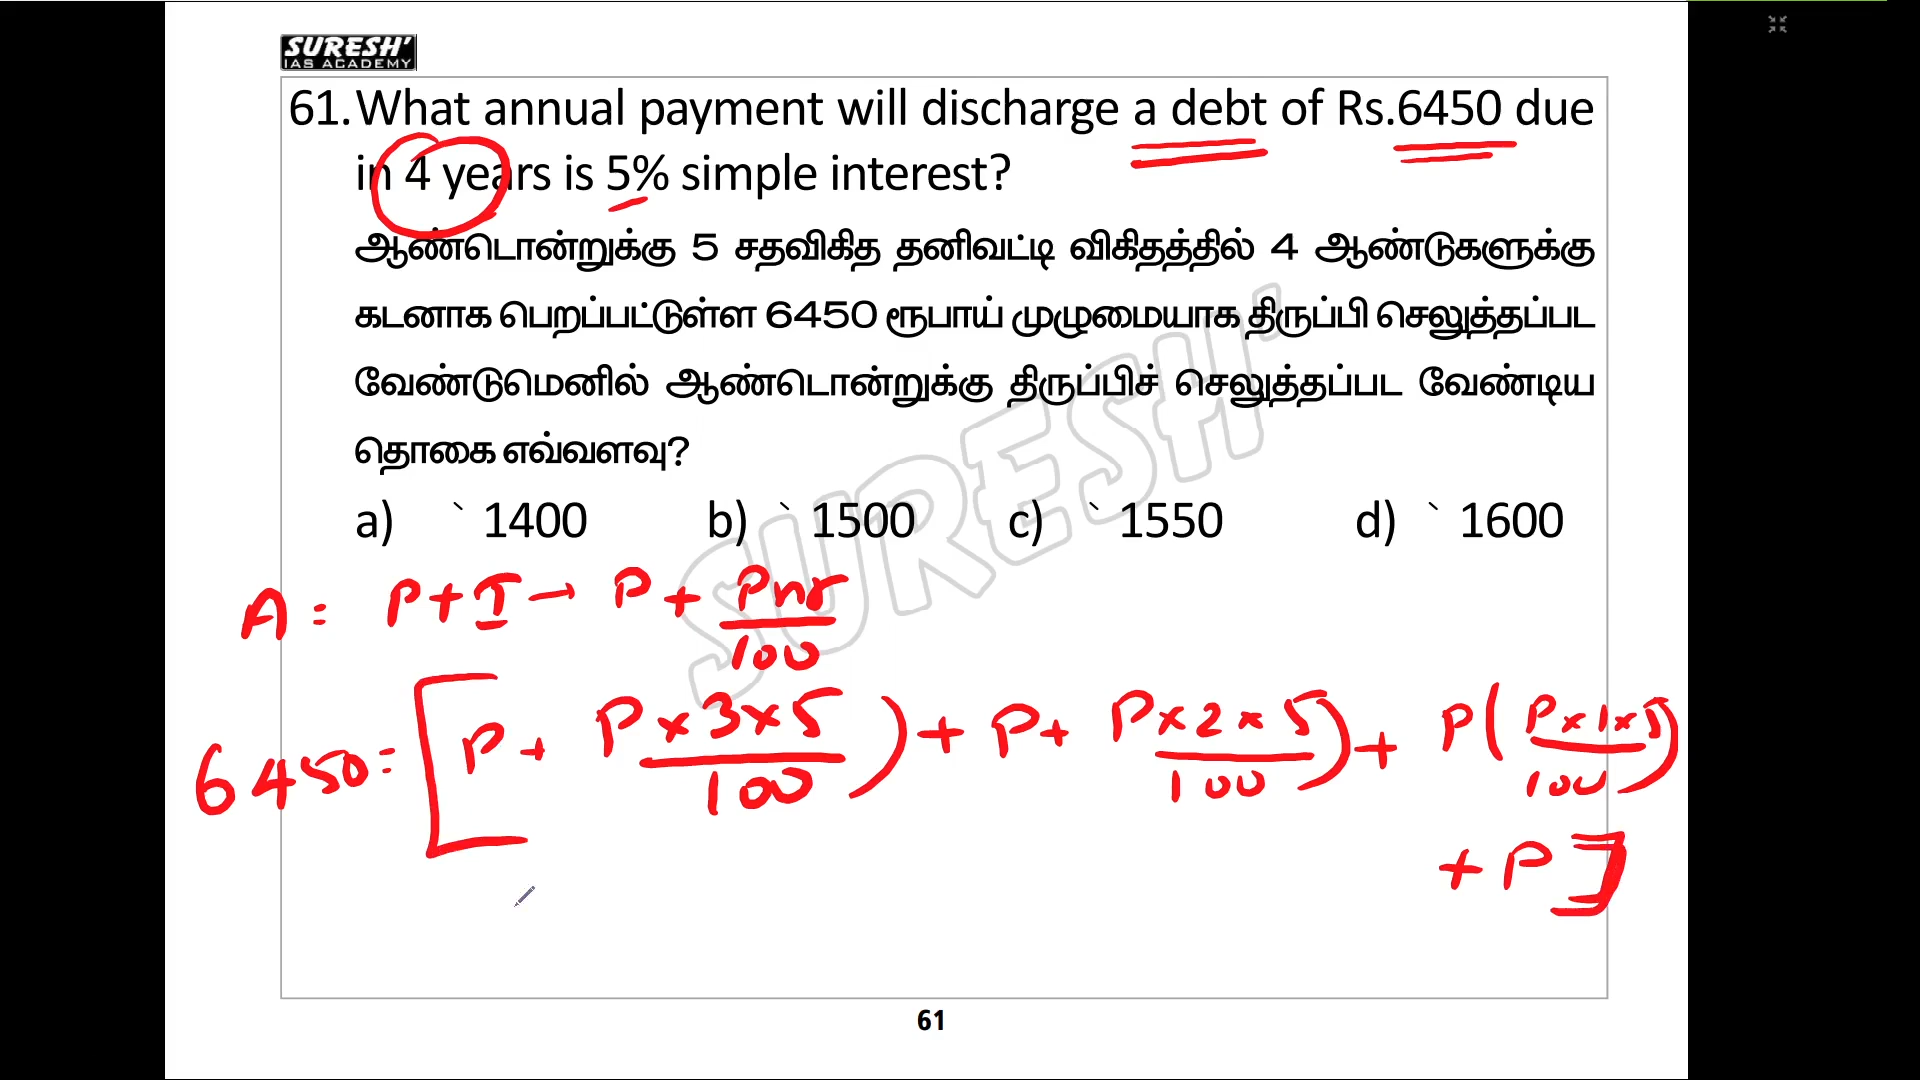 SURESH'
IAS ACADEMY
61. What annual payment will discharge a debt of Rs.6450 due
in 4 years is 5% simple interest?
ஆண்டொன்றுக்கு 5 சதவிகித தனிவட்டி விகிதத்தில் 4 ஆண்டுகளுக்கு
கடனாக பெறப்பட்டுள்ள 6450 ரூபாய் முழுமையாக திருப்பி செலுத்தப்பட
வேண்டுமெனில் ஆண்டொன்றுக்கு திருப்பிச் செலுத்தப்பட வேண்டிய
தொகை எவ்வளவு?
a) ` 1400 b) ` 1500 c) ` 1550 d) ` 1600
SURESH'
A = P + I → P + Pnr/100
6450 = [P + P×3×5/100) + P + P×2×5/100) + P(P×1×5/100)
+ P]
61